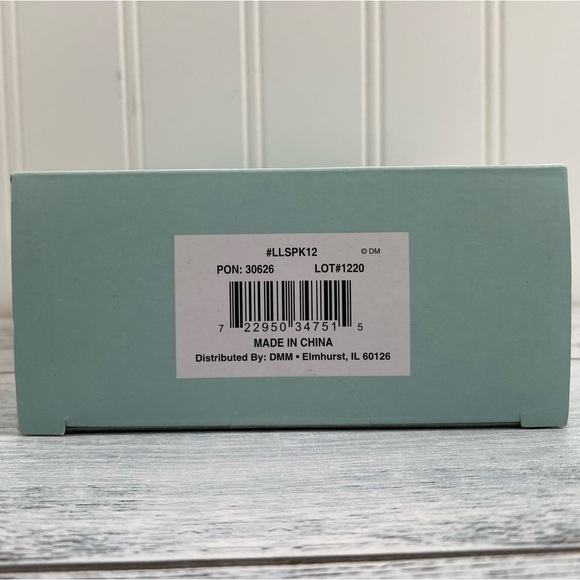 #LLSPK12 © DM
PON: 30626 LOT#1220
7 22950 34751 5
MADE IN CHINA
Distributed By: DMM • Elmhurst, IL 60126